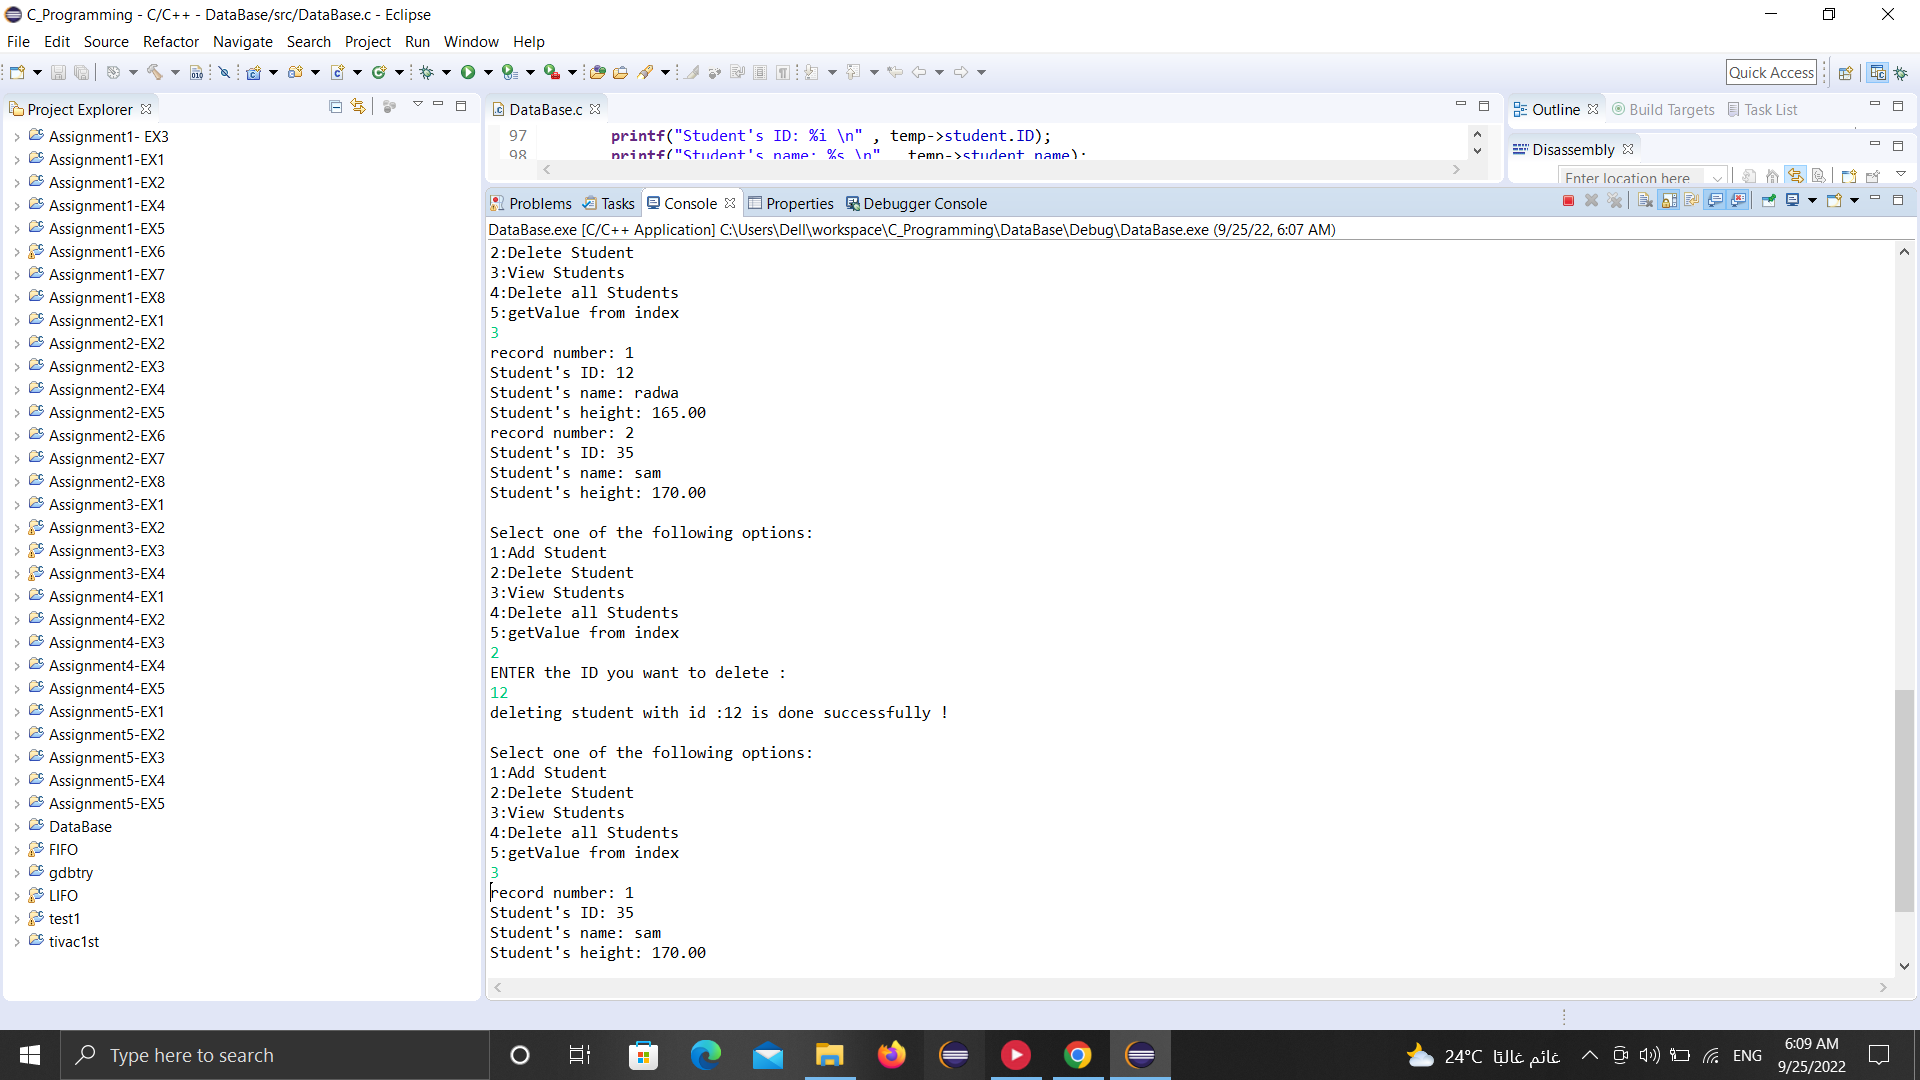 C_Programming - C/C++ - DataBase/src/DataBase.c - Eclipse
File Edit Source Refactor Navigate Search Project Run Window Help
Quick Access
Project Explorer
Assignment1- EX3
Assignment1-EX1
Assignment1-EX2
Assignment1-EX4
Assignment1-EX5
Assignment1-EX6
Assignment1-EX7
Assignment1-EX8
Assignment2-EX1
Assignment2-EX2
Assignment2-EX3
Assignment2-EX4
Assignment2-EX5
Assignment2-EX6
Assignment2-EX7
Assignment2-EX8
Assignment3-EX1
Assignment3-EX2
Assignment3-EX3
Assignment3-EX4
Assignment4-EX1
Assignment4-EX2
Assignment4-EX3
Assignment4-EX4
Assignment4-EX5
Assignment5-EX1
Assignment5-EX2
Assignment5-EX3
Assignment5-EX4
Assignment5-EX5
DataBase
FIFO
gdbtry
LIFO
test1
tivac1st
DataBase.c
97 printf("Student's ID: %i \n" , temp->student.ID);
98 printf("Student's name: %s \n" , temp->student.name);
Outline Build Targets Task List
Disassembly
Enter location here
Problems Tasks Console Properties Debugger Console
DataBase.exe [C/C++ Application] C:\Users\Dell\workspace\C_Programming\DataBase\Debug\DataBase.exe (9/25/22, 6:07 AM)
2:Delete Student
3:View Students
4:Delete all Students
5:getValue from index
3
record number: 1
Student's ID: 12
Student's name: radwa
Student's height: 165.00
record number: 2
Student's ID: 35
Student's name: sam
Student's height: 170.00
Select one of the following options:
1:Add Student
2:Delete Student
3:View Students
4:Delete all Students
5:getValue from index
2
ENTER the ID you want to delete :
12
deleting student with id :12 is done successfully !
Select one of the following options:
1:Add Student
2:Delete Student
3:View Students
4:Delete all Students
5:getValue from index
3
record number: 1
Student's ID: 35
Student's name: sam
Student's height: 170.00
Type here to search
24°C غائم غالبًا
ENG
6:09 AM
9/25/2022